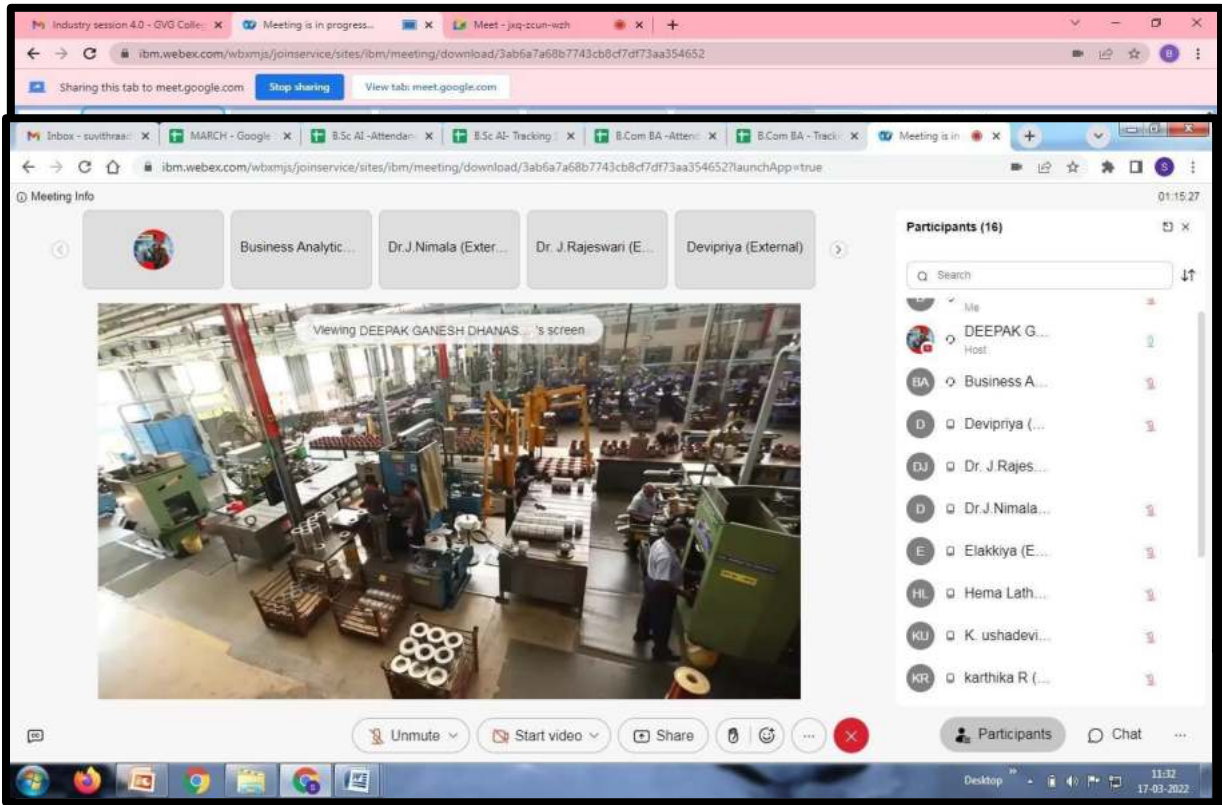 Industry session 4.0 - GVG Colle
Meeting is in progress...
Meet - jxq-zcun-wzh
ibm.webex.com/wbxmjs/joinservice/sites/ibm/meeting/download/3ab6a7a68b7743cb8cf7df73aa354652
B
Sharing this tab to meet.google.com
Stop sharing
View tab: meet.google.com
Inbox - suvithraa
MARCH - Google
B.Sc AI -Attendan
B.Sc AI- Tracking
B.Com BA -Atten
B.Com BA - Track
Meeting is in
ibm.webex.com/wbxmjs/joinservice/sites/ibm/meeting/download/3ab6a7a68b7743cb8cf7df73aa354652?launchApp=true
S
Meeting Info
01:15:27
Business Analytic...
Dr.J.Nimala (Exter...
Dr. J.Rajeswari (E...
Devipriya (External)
Viewing DEEPAK GANESH DHANAS... 's screen
Participants (16)
Search
Me
DEEPAK G...
Host
BA Business A...
D Devipriya (...
DJ Dr. J.Rajes...
D Dr.J.Nimala...
E Elakkiya (E...
HL Hema Lath...
KU K. ushadevi...
KR karthika R (...
Unmute
Start video
Share
Participants
Chat
Desktop
11:32
17-03-2022